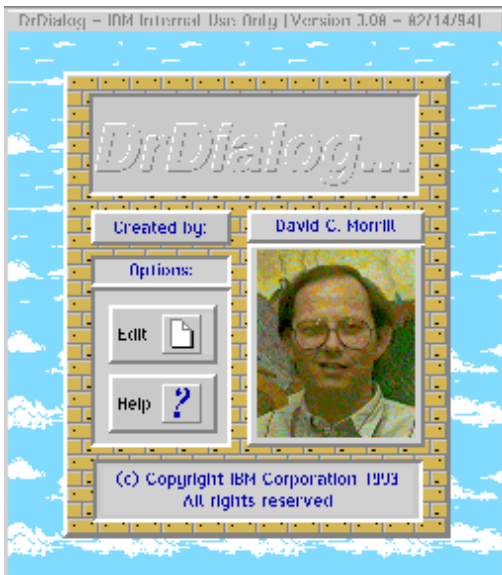 DrDialog - IBM Internal Use Only [Version 3.00 - 02/14/94]
DrDialog...
Created by:
David C. Morrill
Options:
Edit
Help ?
(c) Copyright IBM Corporation 1993
All rights reserved